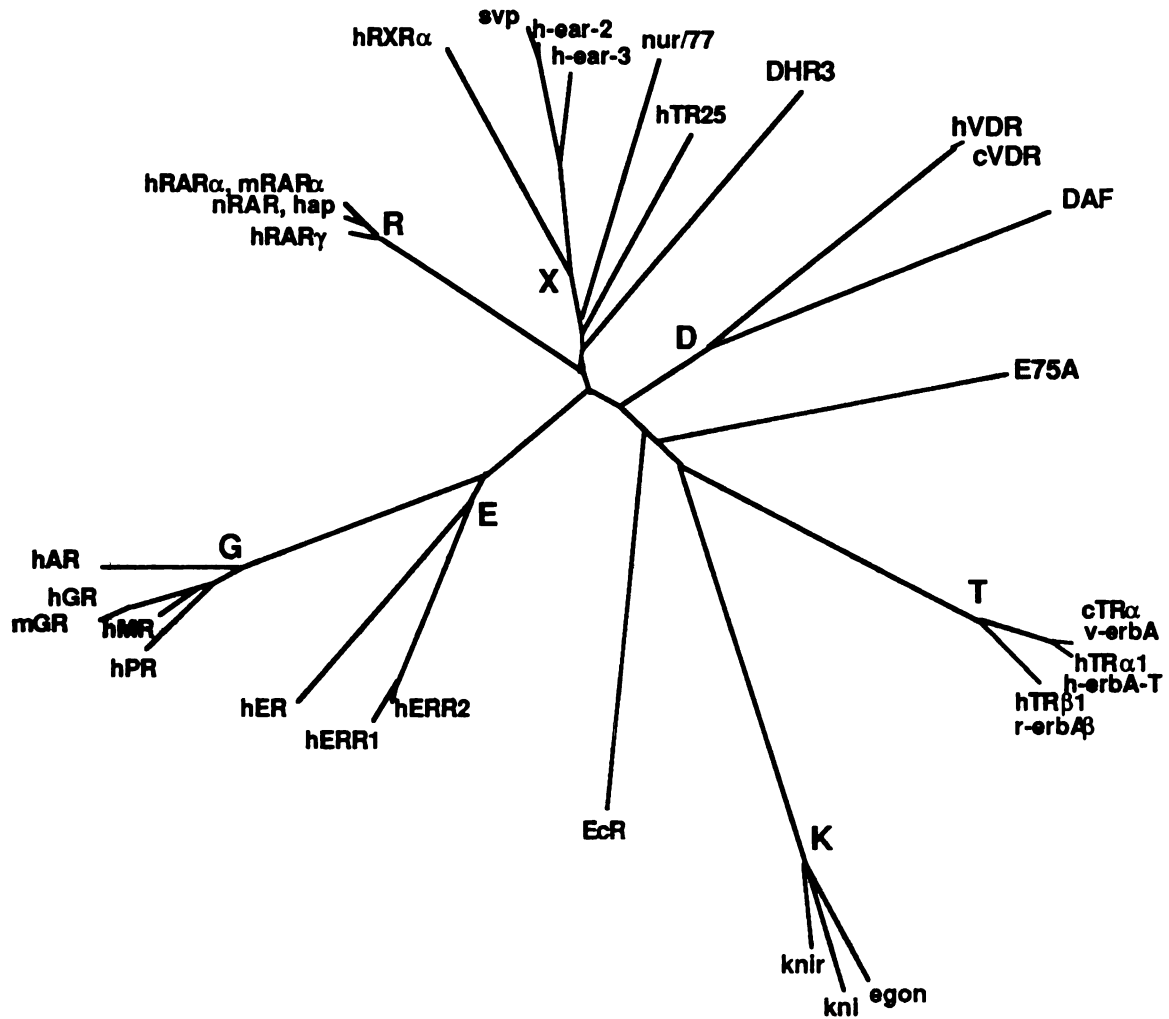 svp
h-ear-2
hRXRα
nur/77
h-ear-3
DHR3
hTR25
hVDR
cVDR
hRARα, mRARα
DAF
nRAR, hap
R
hRARγ
X
D
E75A
E
G
hAR
T
hGR
cTRα
mGR
hMR
v-erbA
hPR
hTRα1
h-erbA-T
hER
hERR2
hTRβ1
hERR1
r-erbAβ
EcR
K
knir
egon
kni